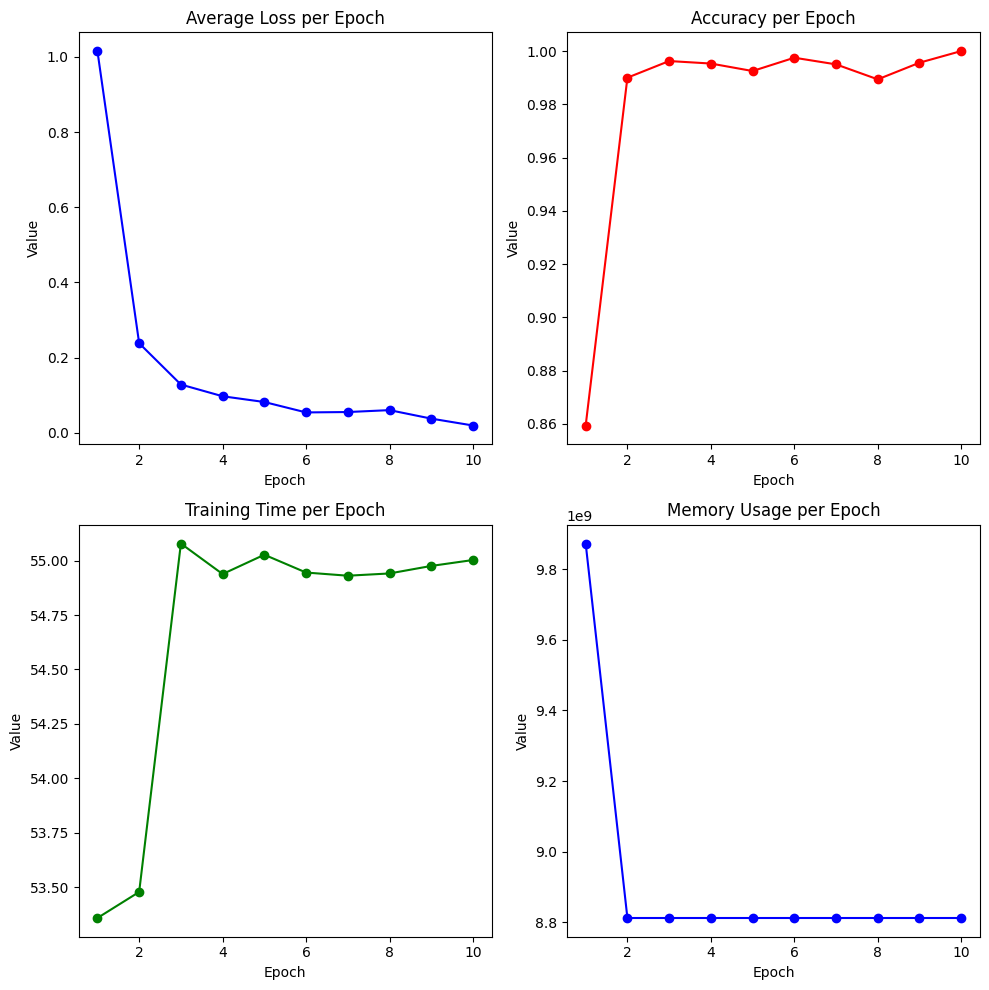 Average Loss per Epoch
Value
1.0
0.8
0.6
0.4
0.2
0.0
2 4 6 8 10
Epoch
Accuracy per Epoch
Value
1.00
0.98
0.96
0.94
0.92
0.90
0.88
0.86
2 4 6 8 10
Epoch
Training Time per Epoch
Value
55.00
54.75
54.50
54.25
54.00
53.75
53.50
2 4 6 8 10
Epoch
Memory Usage per Epoch
1e9
Value
9.8
9.6
9.4
9.2
9.0
8.8
2 4 6 8 10
Epoch